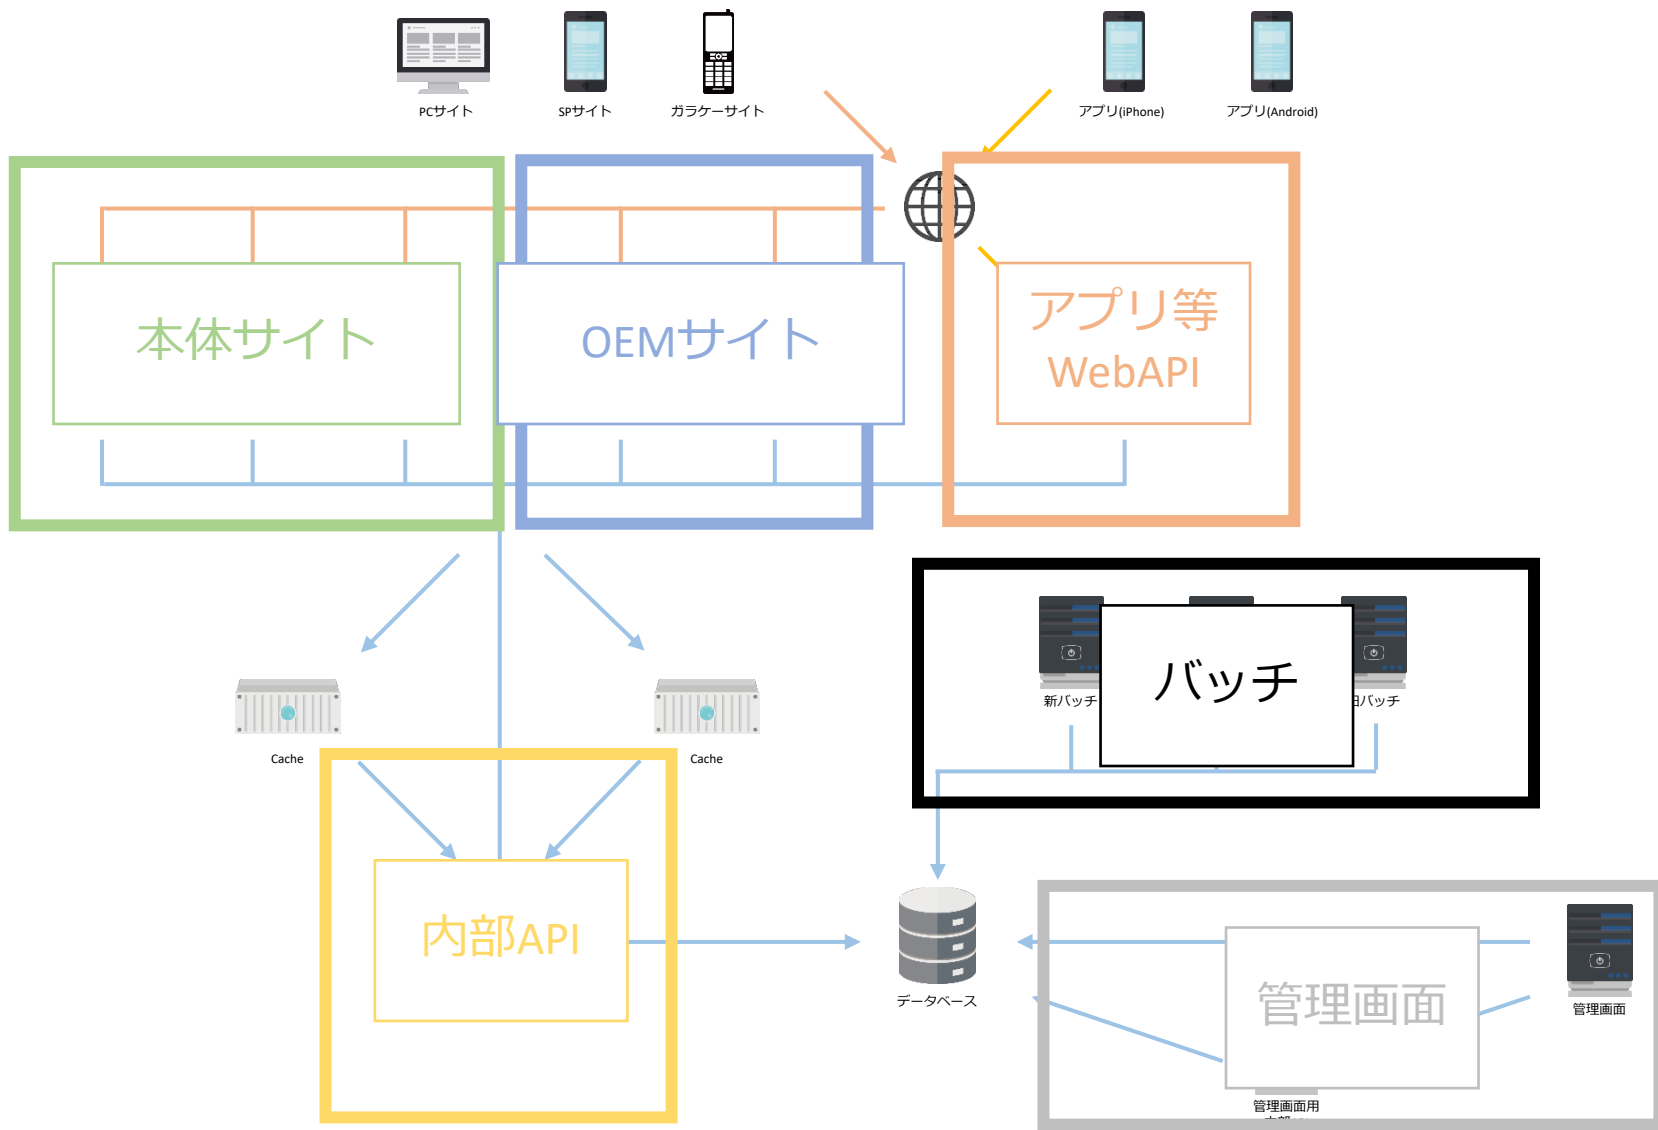 PCサイト
SPサイト
ガラケーサイト
アプリ(iPhone)
アプリ(Android)
本体サイト
OEMサイト
アプリ等
WebAPI
新バッチ
バッチ
旧バッチ
Cache
Cache
内部API
データベース
管理画面
管理画面
管理画面用